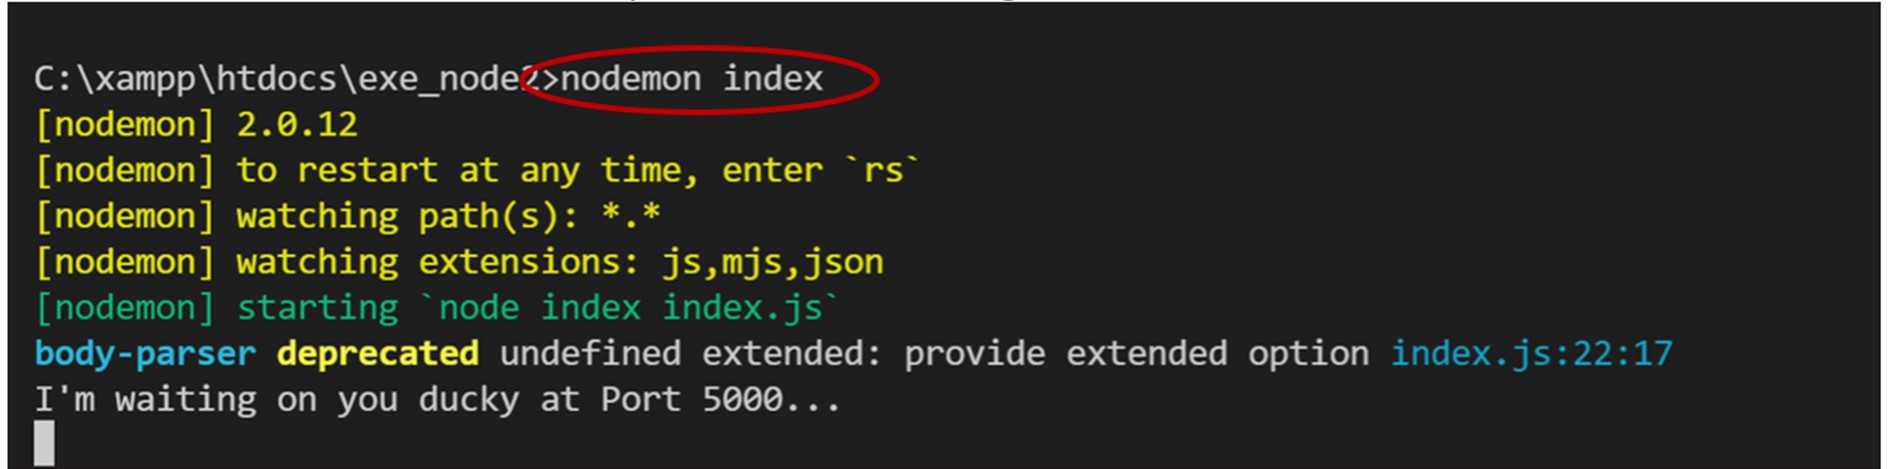 C:\xampp\htdocs\exe_node2>nodemon index
[nodemon] 2.0.12
[nodemon] to restart at any time, enter `rs`
[nodemon] watching path(s): *.*
[nodemon] watching extensions: js,mjs,json
[nodemon] starting `node index index.js`
body-parser deprecated undefined extended: provide extended option index.js:22:17
I'm waiting on you ducky at Port 5000...